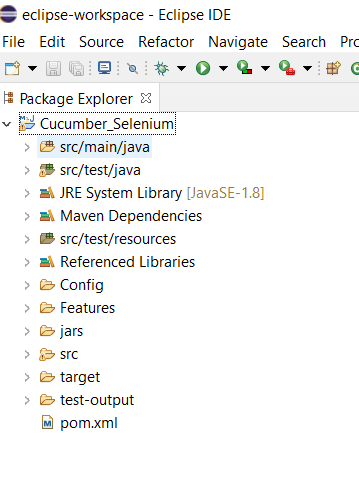 eclipse-workspace - Eclipse IDE
File Edit Source Refactor Navigate Search Pro
Package Explorer
Cucumber_Selenium
src/main/java
src/test/java
JRE System Library [JavaSE-1.8]
Maven Dependencies
src/test/resources
Referenced Libraries
Config
Features
jars
src
target
test-output
pom.xml